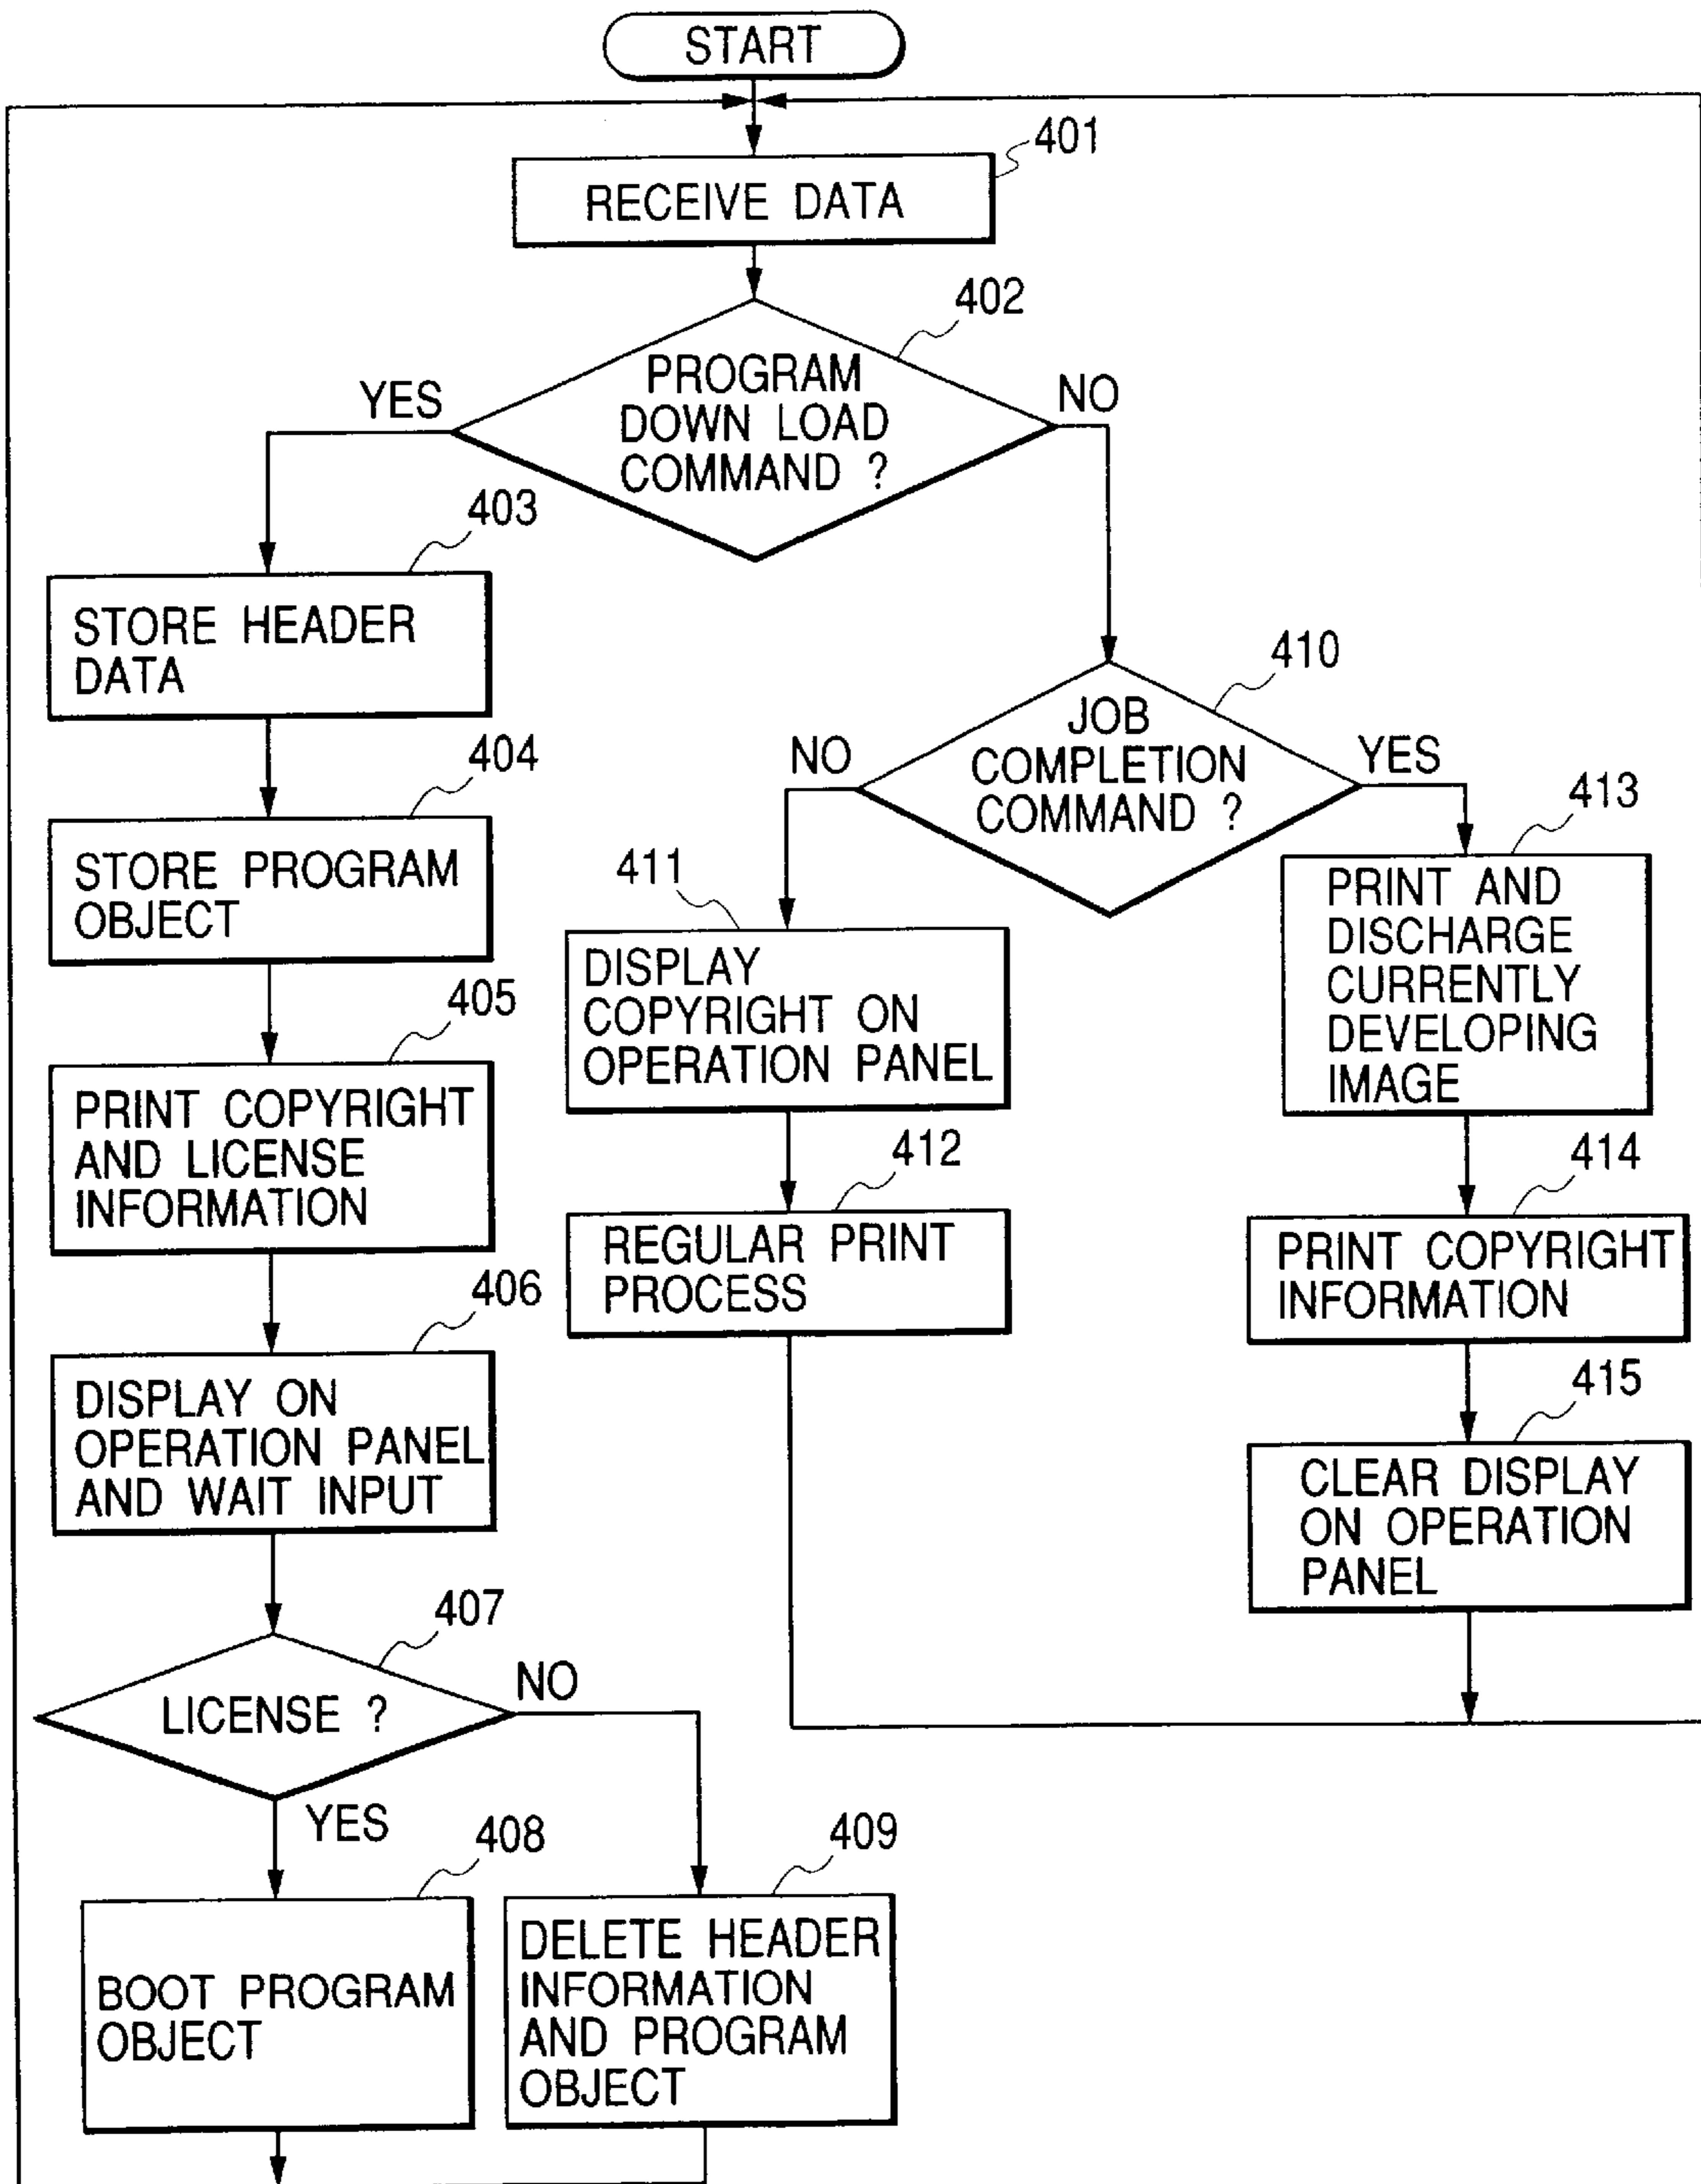 START
401
RECEIVE DATA
402
PROGRAM
DOWN LOAD
COMMAND ?
YES
NO
403
STORE HEADER
DATA
404
STORE PROGRAM
OBJECT
405
PRINT COPYRIGHT
AND LICENSE
INFORMATION
406
DISPLAY ON
OPERATION PANEL
AND WAIT INPUT
407
LICENSE ?
NO
YES
408
BOOT PROGRAM
OBJECT
409
DELETE HEADER
INFORMATION
AND PROGRAM
OBJECT
410
JOB
COMPLETION
COMMAND ?
NO
YES
411
DISPLAY
COPYRIGHT ON
OPERATION PANEL
412
REGULAR PRINT
PROCESS
413
PRINT AND
DISCHARGE
CURRENTLY
DEVELOPING
IMAGE
414
PRINT COPYRIGHT
INFORMATION
415
CLEAR DISPLAY
ON OPERATION
PANEL